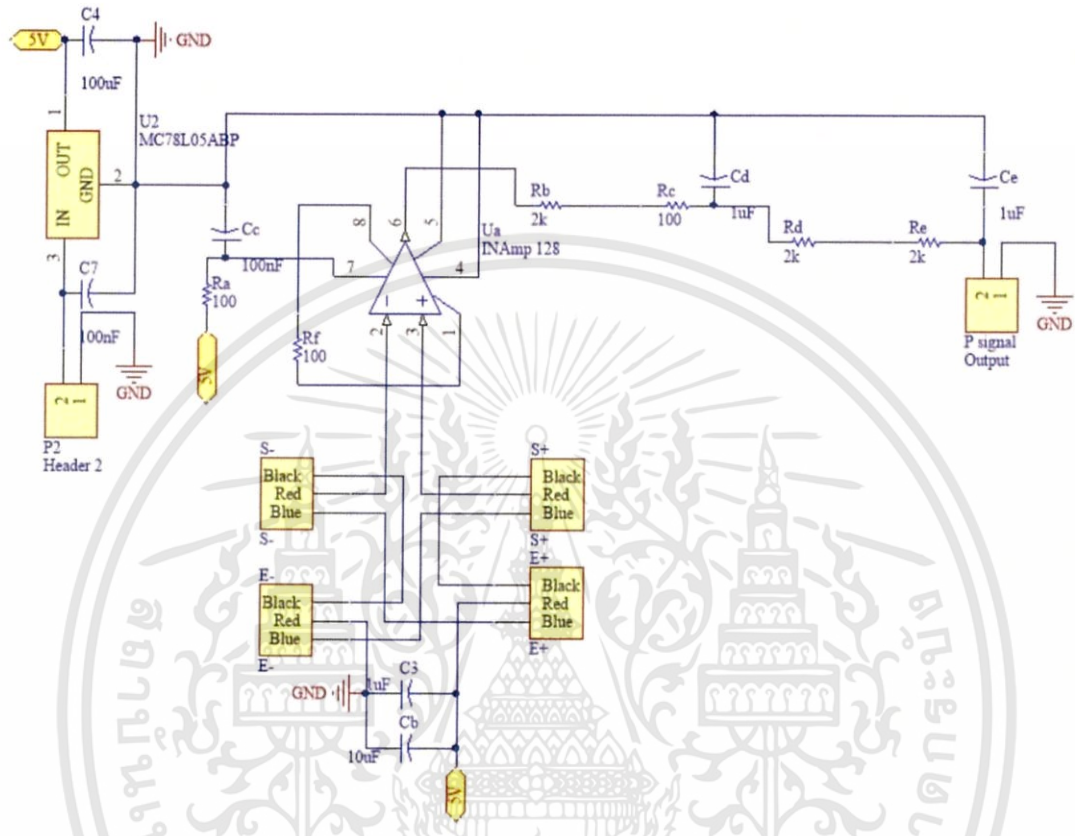 C4
5V
GND
100uF
U2
MC78L05ABP
1
OUT
GND
2
IN
3
C7
100nF
GND
2
1
P2
Header 2
Cc
100nF
Ra
100
5V
8
6
5
Ua
INAmp 128
7
4
-
+
2
3
1
Rf
100
Rb
2k
Rc
100
Cd
1uF
Rd
2k
Re
2k
Ce
1uF
2
1
P signal
Output
GND
S-
Black
Red
Blue
S-
S+
Black
Red
Blue
S+
E-
Black
Red
Blue
E-
E+
Black
Red
Blue
E+
GND
1uF
C3
Cb
10uF
5V